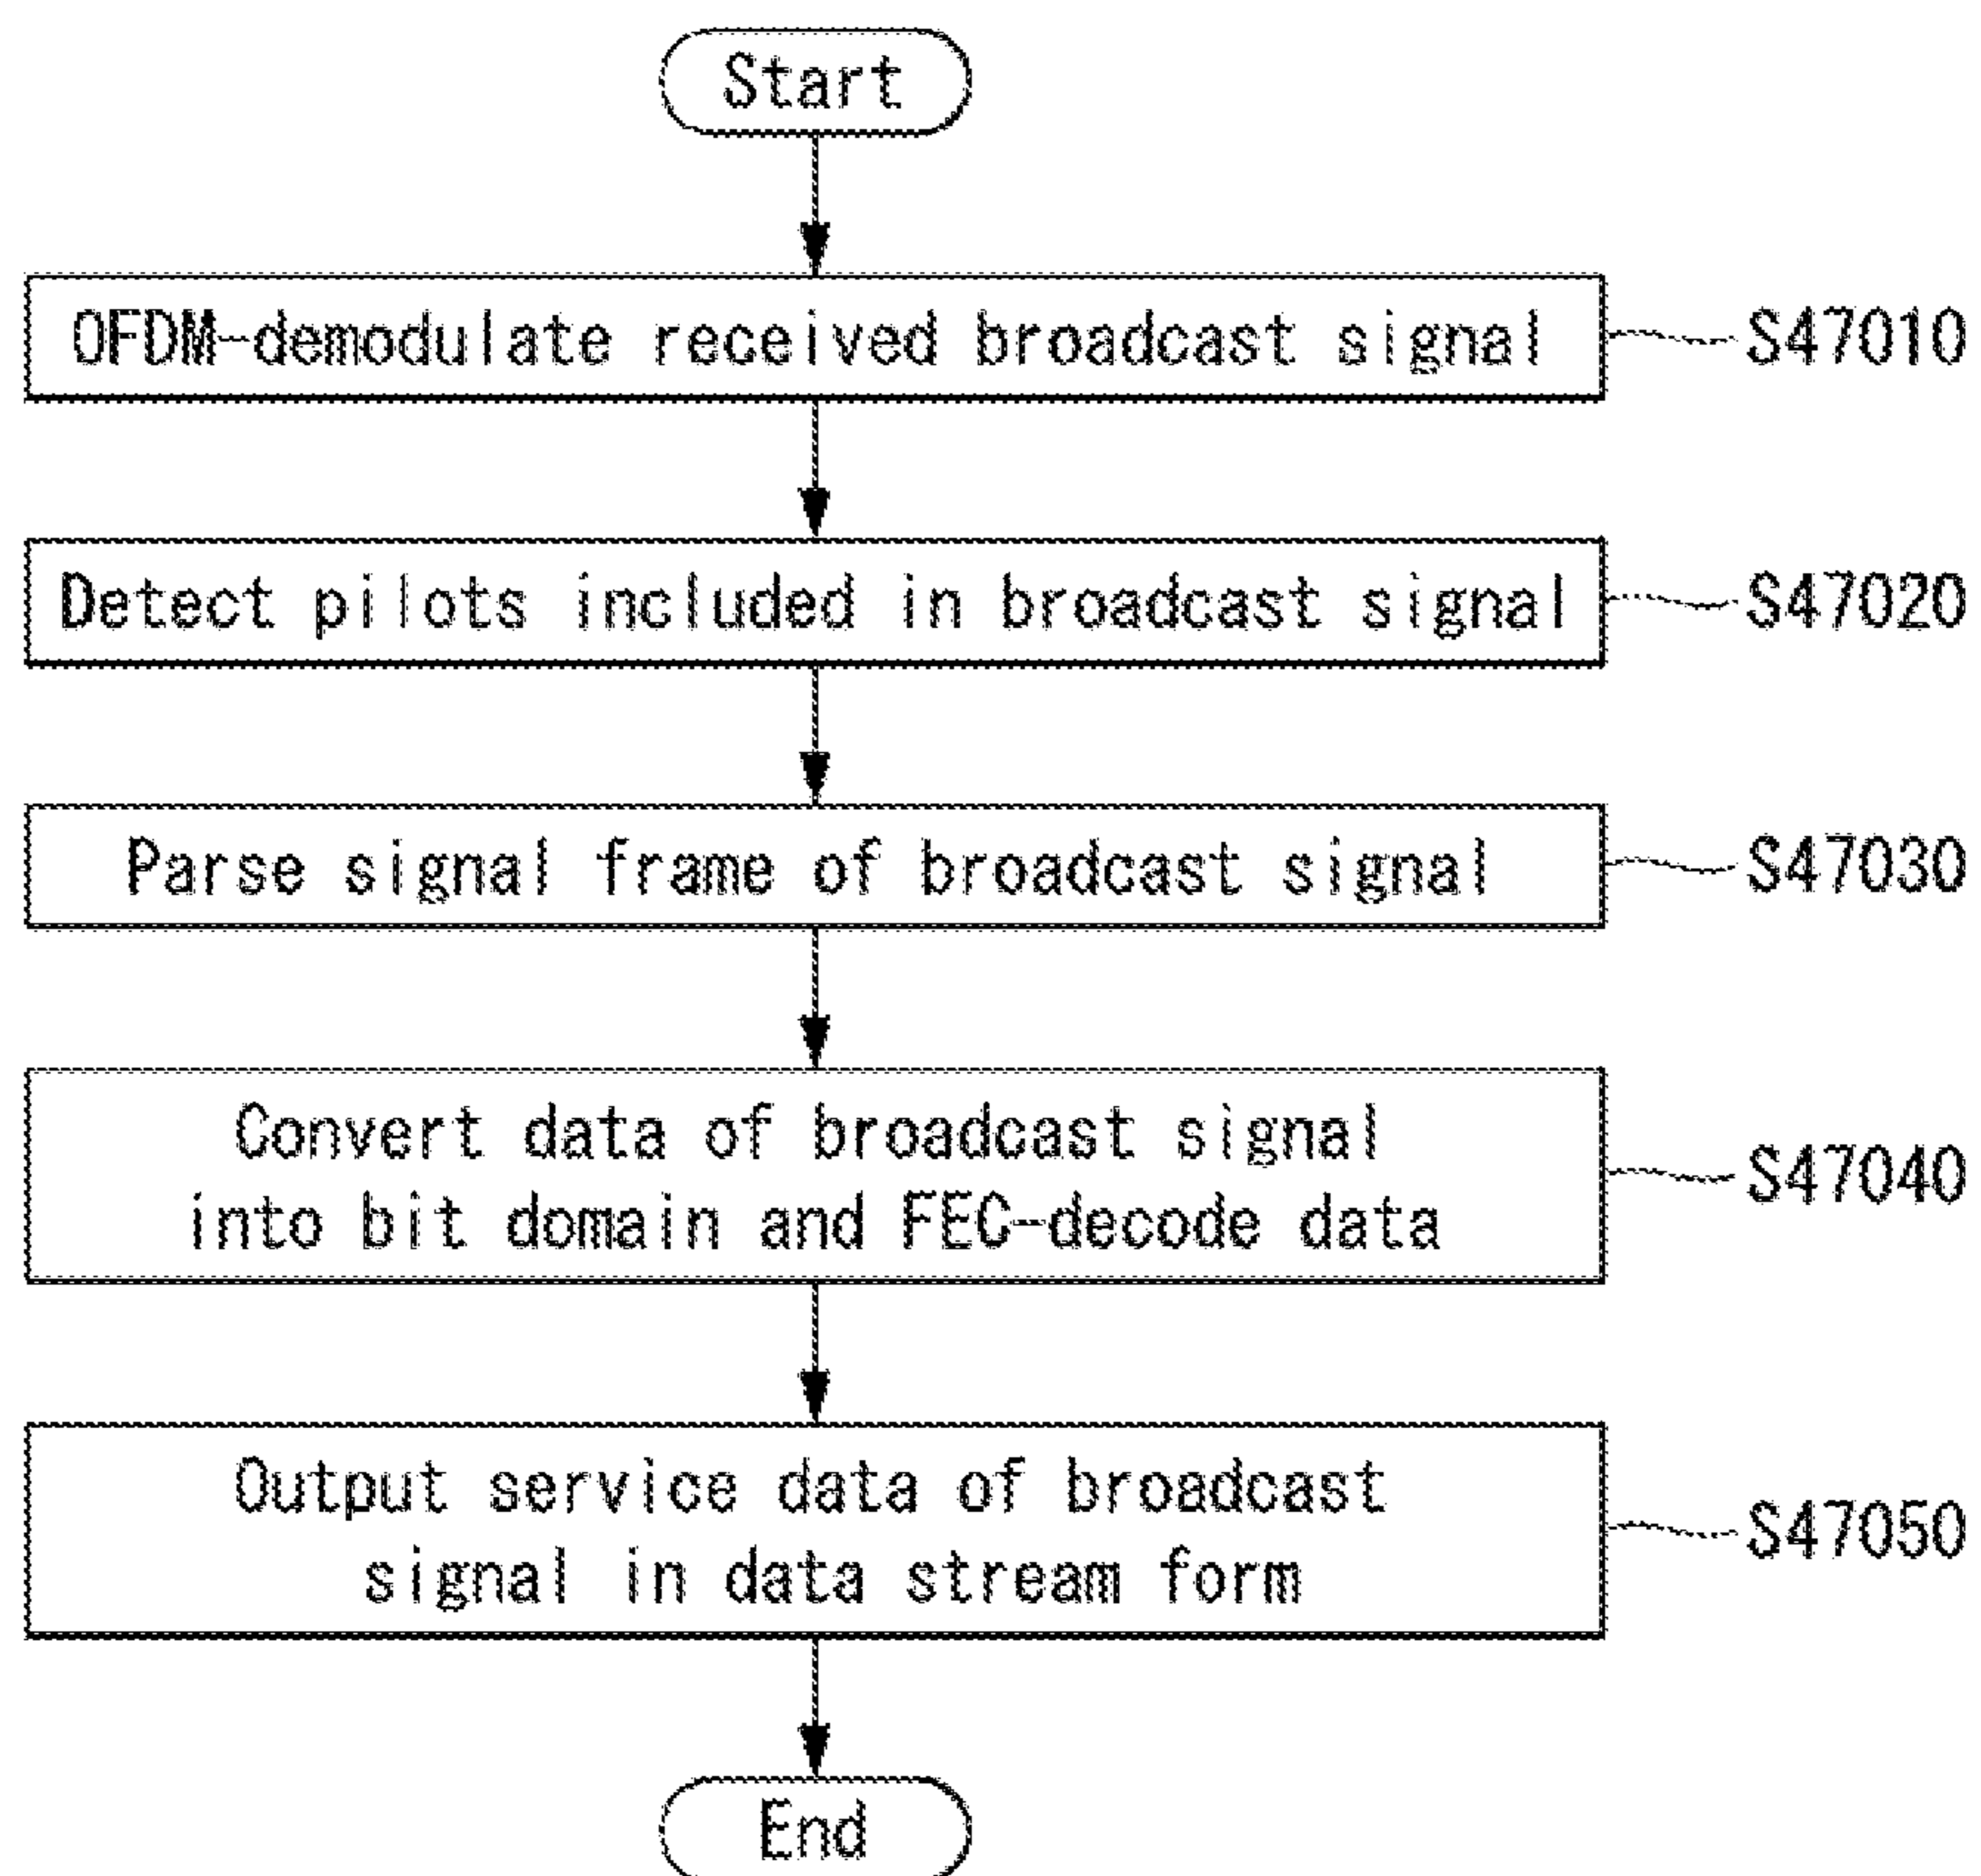 Start
OFDM-demodulate received broadcast signal
S47010
Detect pilots included in broadcast signal
S47020
Parse signal frame of broadcast signal
S47030
Convert data of broadcast signal
into bit domain and FEC-decode data
S47040
Output service data of broadcast
signal in data stream form
S47050
End